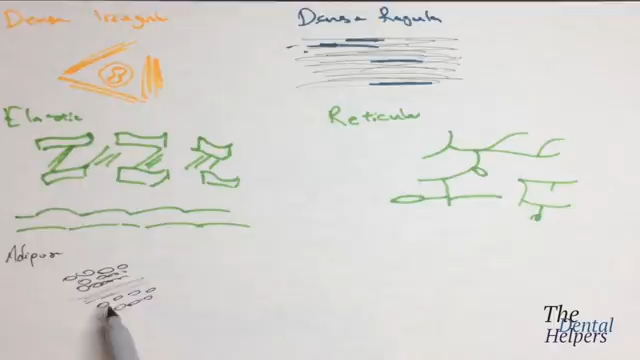 Dense Irregular
Dense Regular
Elastic
Reticular
Adipose
The
Dental
Helpers